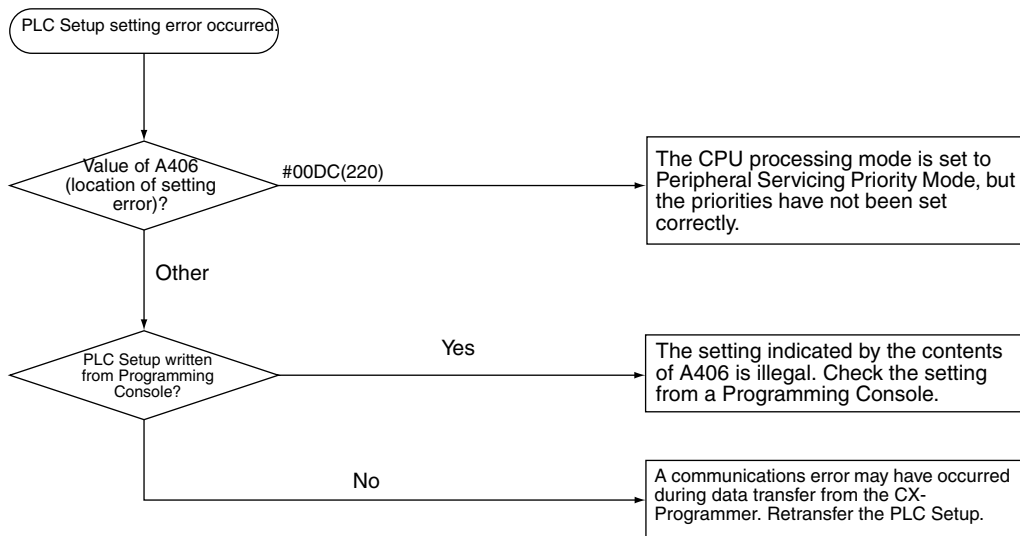 PLC Setup setting error occurred.
Value of A406
(location of setting
error)?
#00DC(220)
The CPU processing mode is set to
Peripheral Servicing Priority Mode, but
the priorities have not been set
correctly.
Other
PLC Setup written
from Programming
Console?
Yes
The setting indicated by the contents
of A406 is illegal. Check the setting
from a Programming Console.
No
A communications error may have occurred
during data transfer from the CX-
Programmer. Retransfer the PLC Setup.